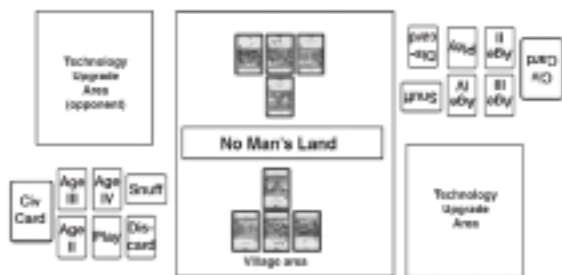 Technology
Upgrade
Area
(opponent)
Dis-
card
Play
Age
II
Civ
Card
Snuff
Age
IV
Age
III
No Man's Land
Civ
Card
Age
III
Age
IV
Snuff
Age
II
Play
Dis-
card
Village area
Technology
Upgrade
Area